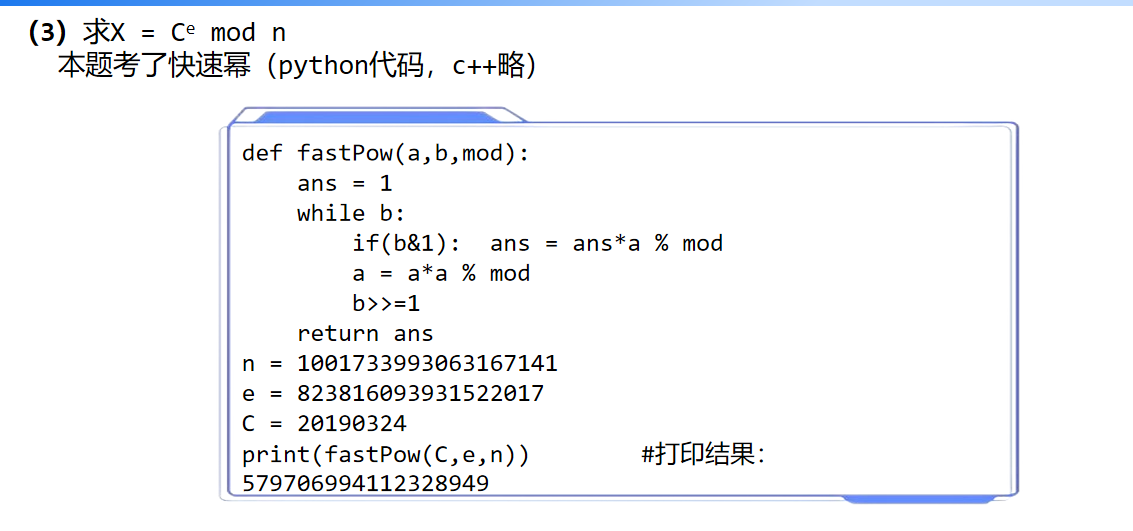 (3) 求X = Cᵉ mod n
本题考了快速幂（python代码，c++略）
def fastPow(a,b,mod):
    ans = 1
    while b:
        if(b&1):  ans = ans*a % mod
        a = a*a % mod
        b>>=1
    return ans
n = 1001733993063167141
e = 823816093931522017
C = 20190324
print(fastPow(C,e,n))        #打印结果：
579706994112328949